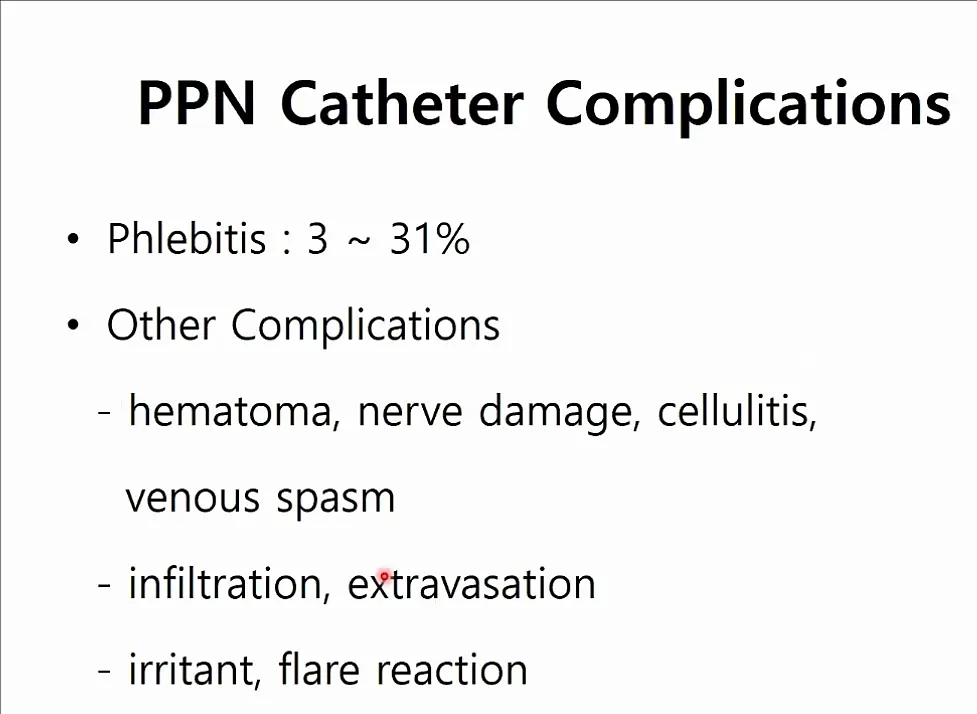 PPN Catheter Complications
• Phlebitis : 3 ~ 31%
• Other Complications
- hematoma, nerve damage, cellulitis,
venous spasm
- infiltration, extravasation
- irritant, flare reaction